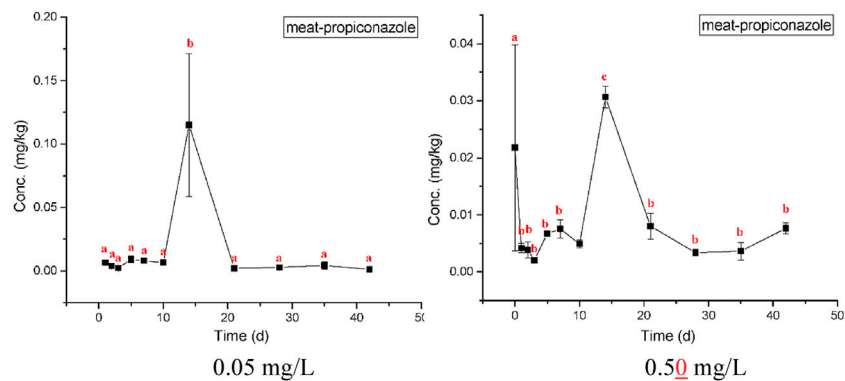 meat-propiconazole
Conc. (mg/kg)
0.20
0.15
0.10
0.05
0.00
b
a a a a a a a a a a
0 10 20 30 40 50
Time (d)
0.05 mg/L
meat-propiconazole
Conc. (mg/kg)
0.04
0.03
0.02
0.01
0.00
a
c
b b b b b b b b b
0 10 20 30 40 50
Time (d)
0.50 mg/L